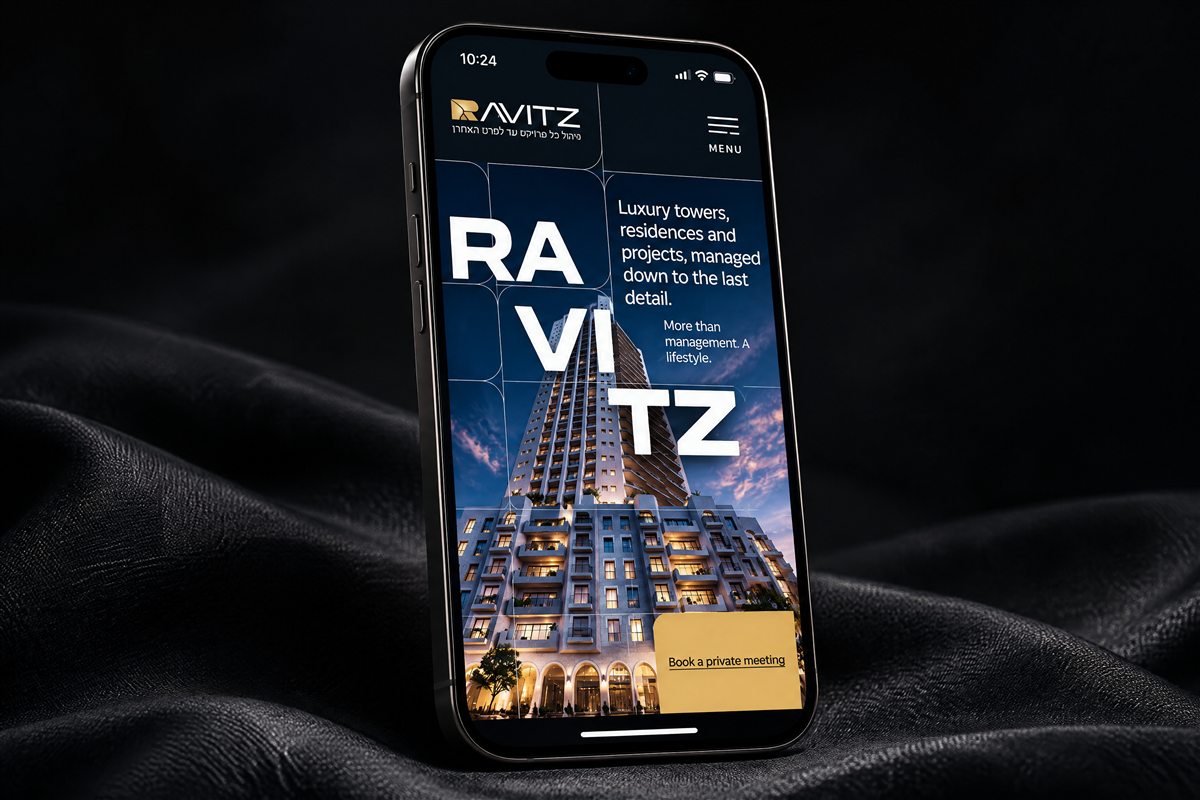 10:24
RAVITZ
ניהול כל פרויקט עד לפרט האחרון
MENU
RA
VI
TZ
Luxury towers,
residences and
projects, managed
down to the last
detail.
More than
management. A
lifestyle.
Book a private meeting